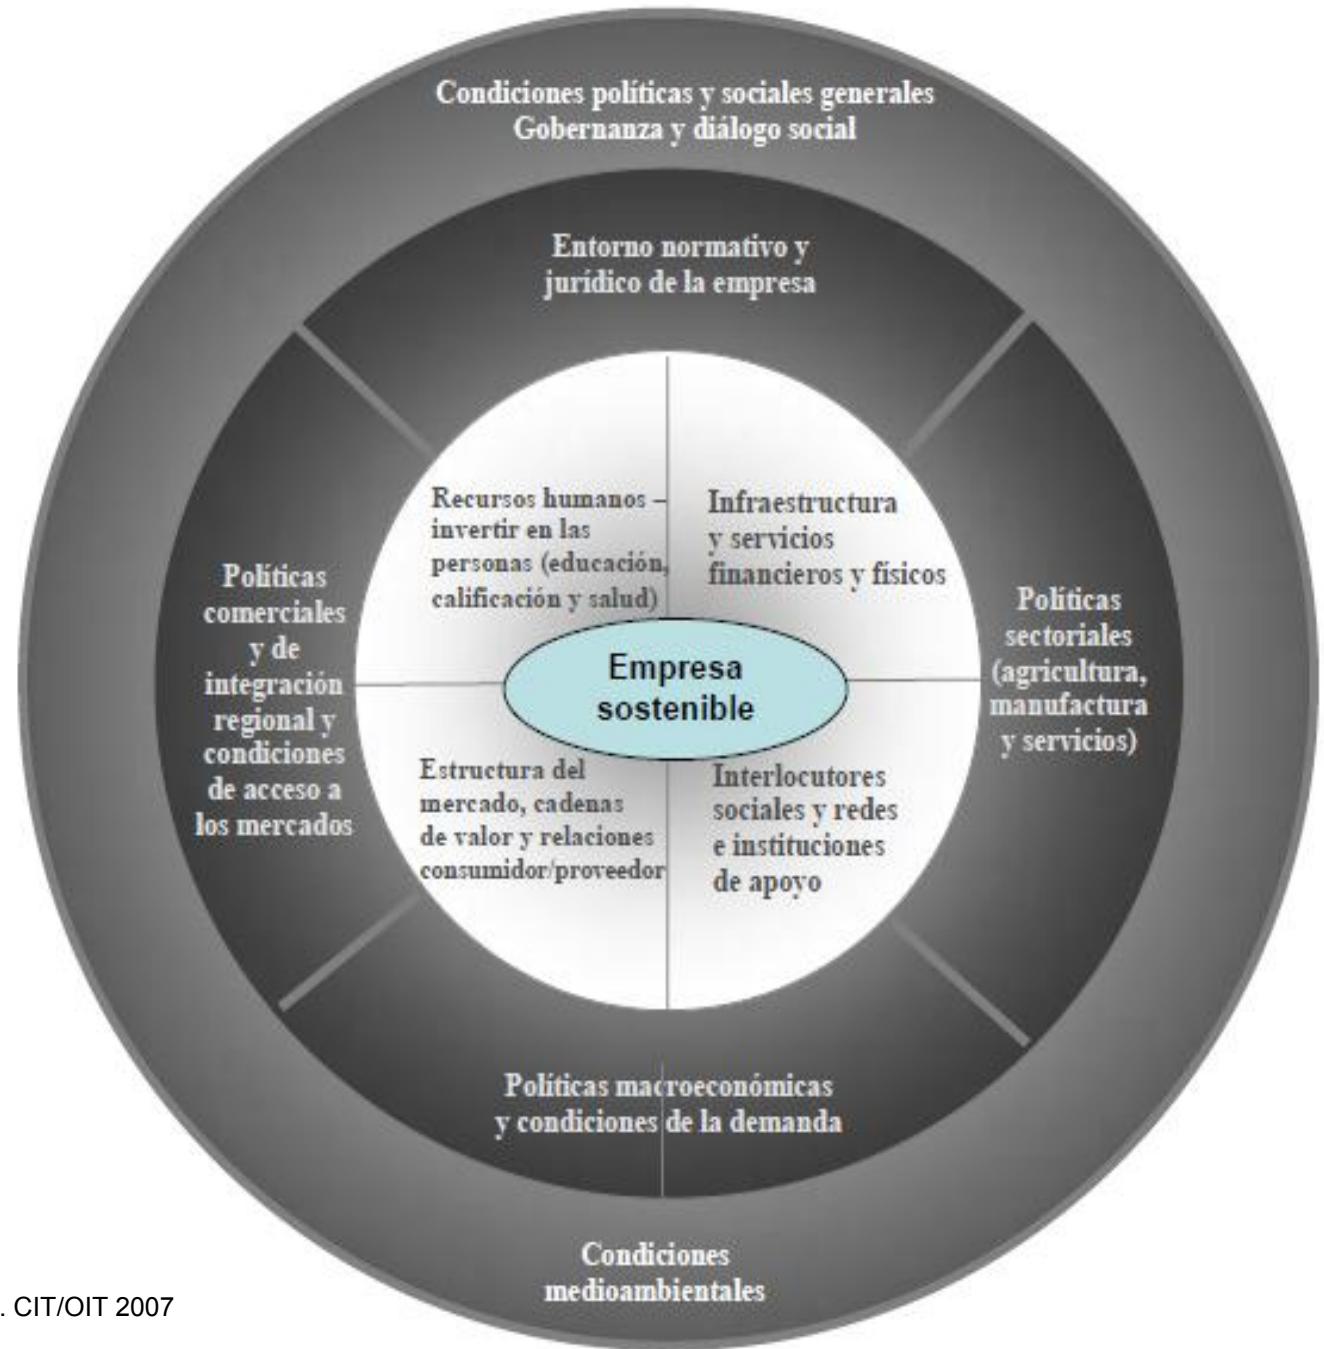 Condiciones políticas y sociales generales
Gobernanza y diálogo social
Entorno normativo y
jurídico de la empresa
Recursos humanos –
invertir en las
personas (educación,
calificación y salud)
Infraestructura
y servicios
financieros y físicos
Políticas
comerciales
y de
integración
regional y
condiciones
de acceso a
los mercados
Empresa
sostenible
Políticas
sectoriales
(agricultura,
manufactura
y servicios)
Estructura del
mercado, cadenas
de valor y relaciones
consumidor/proveedor
Interlocutores
sociales y redes
e instituciones
de apoyo
Políticas macroeconómicas
y condiciones de la demanda
Condiciones
medioambientales
. CIT/OIT 2007